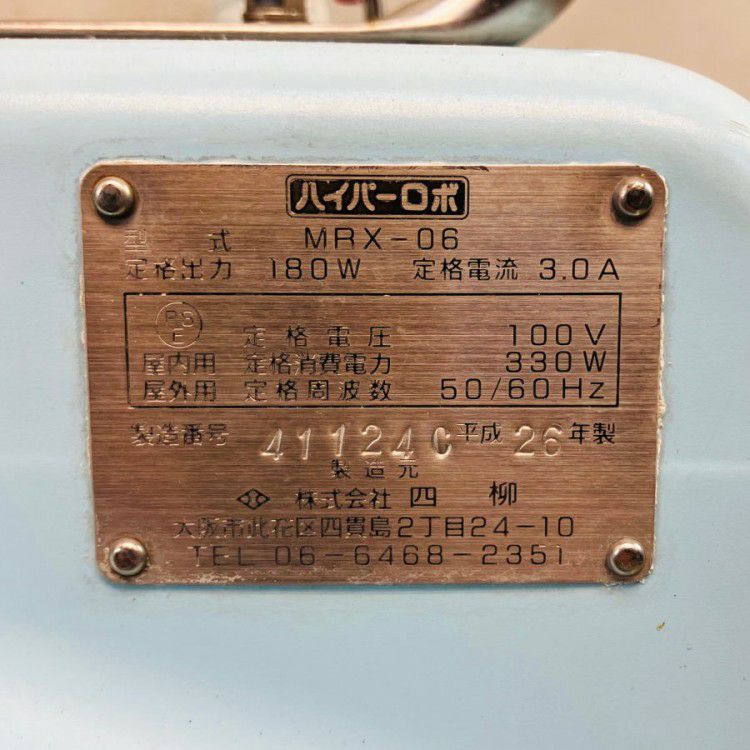 ハイパーロボ
型 式 MRX-06
定格出力 180W 定格電流 3.0A
PS
E
定格電圧 100V
屋内用 定格消費電力 330W
屋外用 定格周波数 50/60Hz
製造番号 411240 平成 26 年製
製造元
株式会社 四 柳
大阪市此花区四貫島2丁目24-10
TEL 06-6468-2351